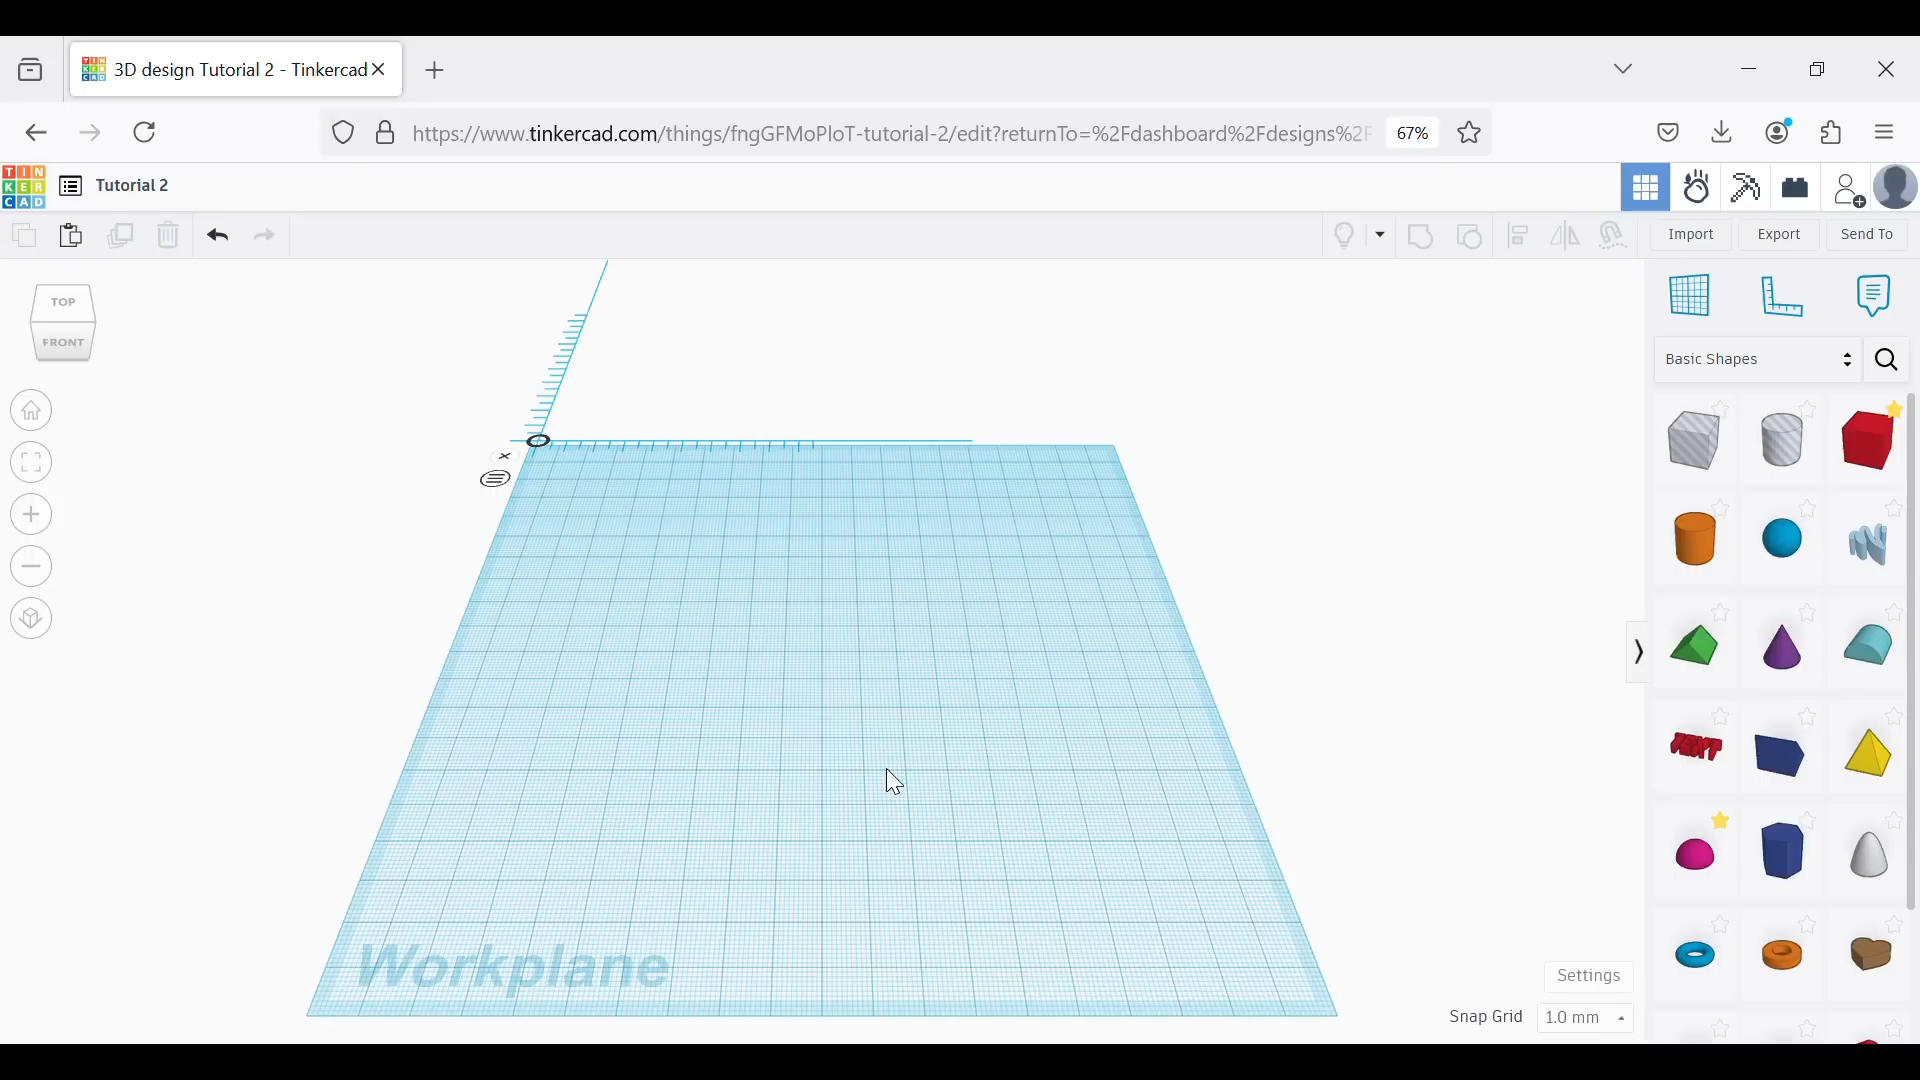 3D design Tutorial 2 - Tinkercad
https://www.tinkercad.com/things/fngGFMoPloT-tutorial-2/edit?returnTo=%2Fdashboard%2Fdesigns%2F
67%
TIN
KER
CAD
Tutorial 2
Import
Export
Send To
TOP
FRONT
Basic Shapes
TEXT
Workplane
Settings
Snap Grid
1.0 mm